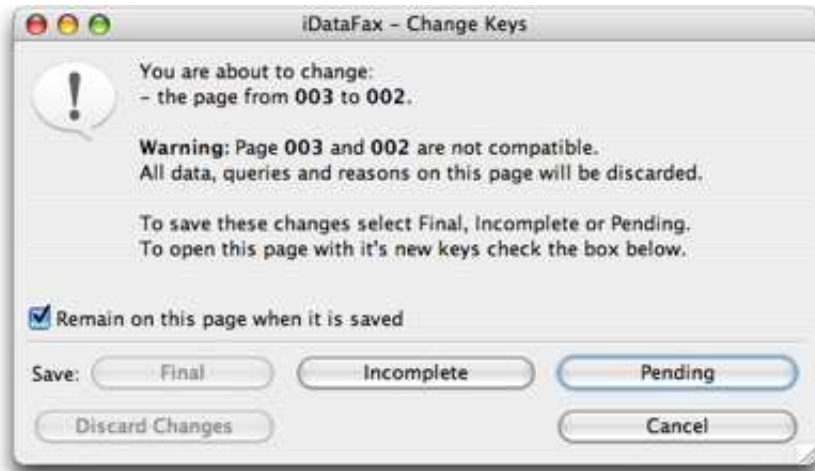 iDataFax – Change Keys
You are about to change:
– the page from 003 to 002.
Warning: Page 003 and 002 are not compatible.
All data, queries and reasons on this page will be discarded.
To save these changes select Final, Incomplete or Pending.
To open this page with it's new keys check the box below.
Remain on this page when it is saved
Save: Final Incomplete Pending
Discard Changes Cancel